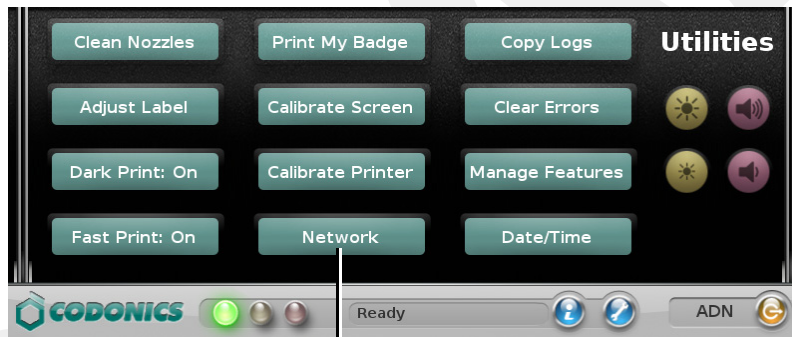 Clean Nozzles Print My Badge Copy Logs Utilities
Adjust Label Calibrate Screen Clear Errors
Dark Print: On Calibrate Printer Manage Features
Fast Print: On Network Date/Time
CODONICS Ready ADN